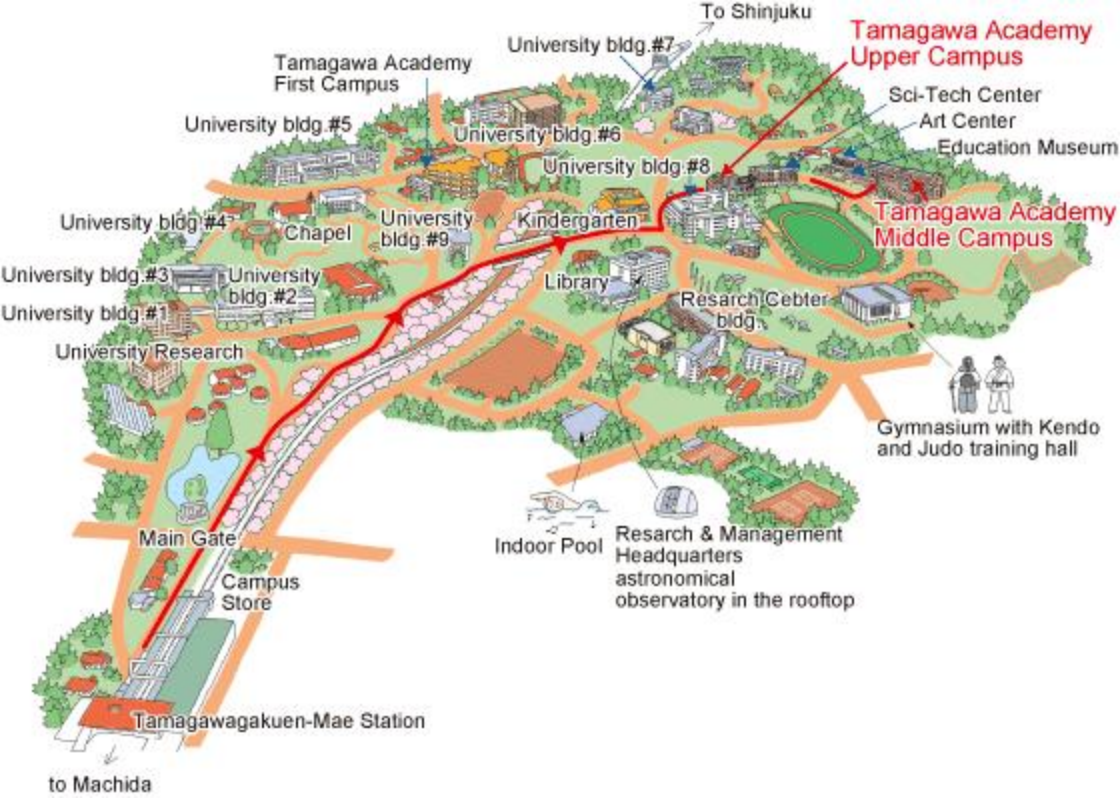 To Shinjuku
Tamagawa Academy
Upper Campus
University bldg.#7
Tamagawa Academy
First Campus
Sci-Tech Center
Art Center
University bldg.#5
University bldg.#6
Education Museum
University bldg.#8
Tamagawa Academy
Middle Campus
University bldg.#4
Chapel
University
bldg.#9
Kindergarten
University bldg.#3
University
bldg.#2
Library
Resarch Cebter
bldg.
University bldg.#1
University Research
Gymnasium with Kendo
and Judo training hall
Main Gate
Indoor Pool
Resarch & Management
Headquarters
astronomical
observatory in the rooftop
Campus
Store
Tamagawagakuen-Mae Station
to Machida